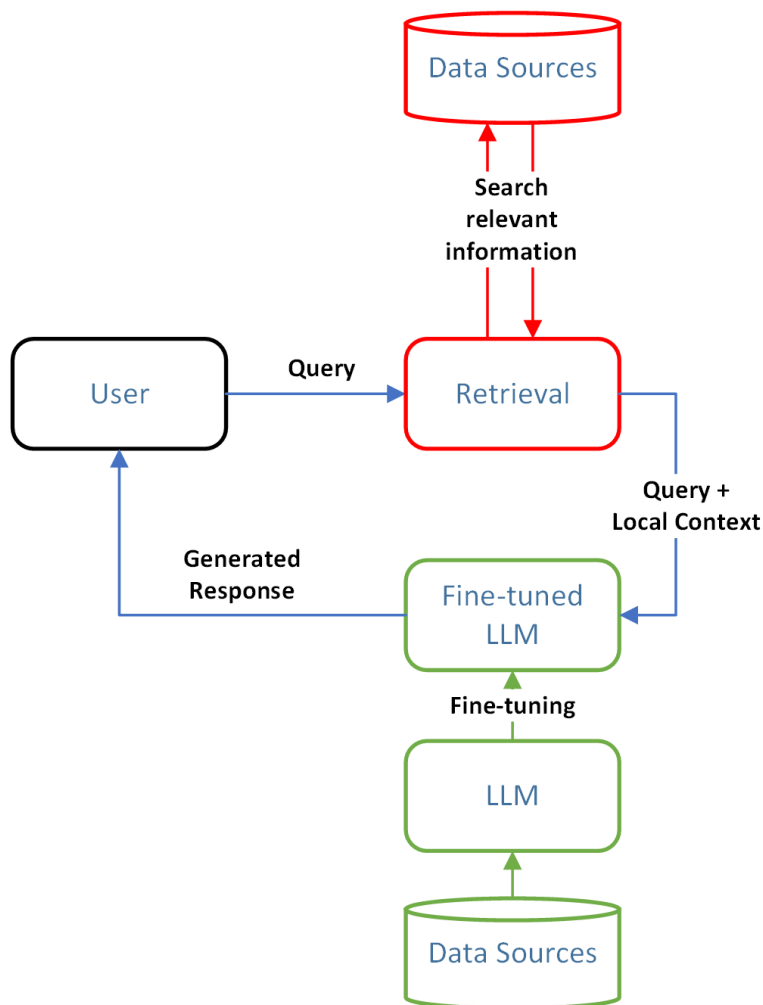 Data Sources
Search
relevant
information
User
Query
Retrieval
Query +
Local Context
Generated
Response
Fine-tuned
LLM
Fine-tuning
LLM
Data Sources